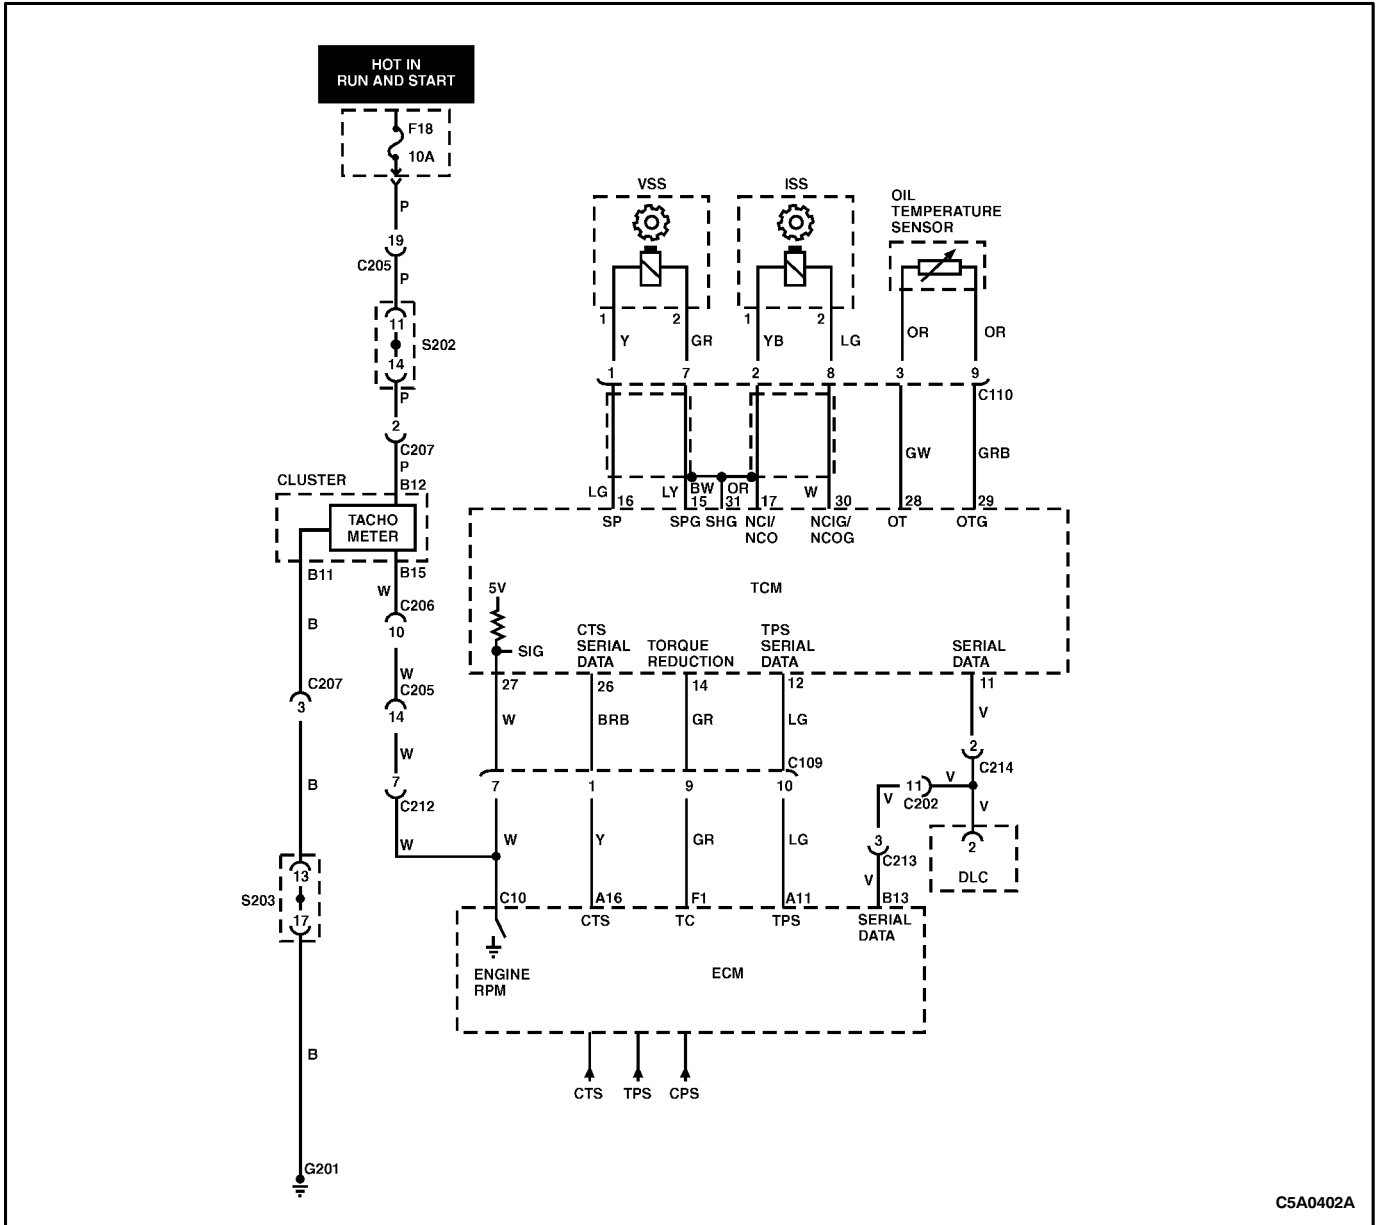 HOT IN
RUN AND START
F18
10A
P
19
C205
P
11
S202
14
P
2
C207
P
B12
CLUSTER
TACHO
METER
B11
B15
W
C206
B
10
W
C207
C205
3
14
W
B
7
C212
W
13
S203
17
B
G201
VSS
ISS
OIL
TEMPERATURE
SENSOR
1
2
1
2
Y
GR
YB
LG
OR
OR
1
7
2
8
3
9
C110
GW
GRB
LG
16
LY
BW
15
OR
31
17
W
30
28
29
SP
SPG
SHG
NCI/
NCO
NCIG/
NCOG
OT
OTG
TCM
5V
SIG
CTS
SERIAL
DATA
TORQUE
REDUCTION
TPS
SERIAL
DATA
SERIAL
DATA
27
26
14
12
11
W
BRB
GR
LG
V
C109
2
C214
7
1
9
10
11
V
V
C202
V
W
Y
GR
LG
3
C213
2
V
DLC
C10
A16
F1
A11
B13
CTS
TC
TPS
SERIAL
DATA
ENGINE
RPM
ECM
CTS
TPS
CPS
C5A0402A